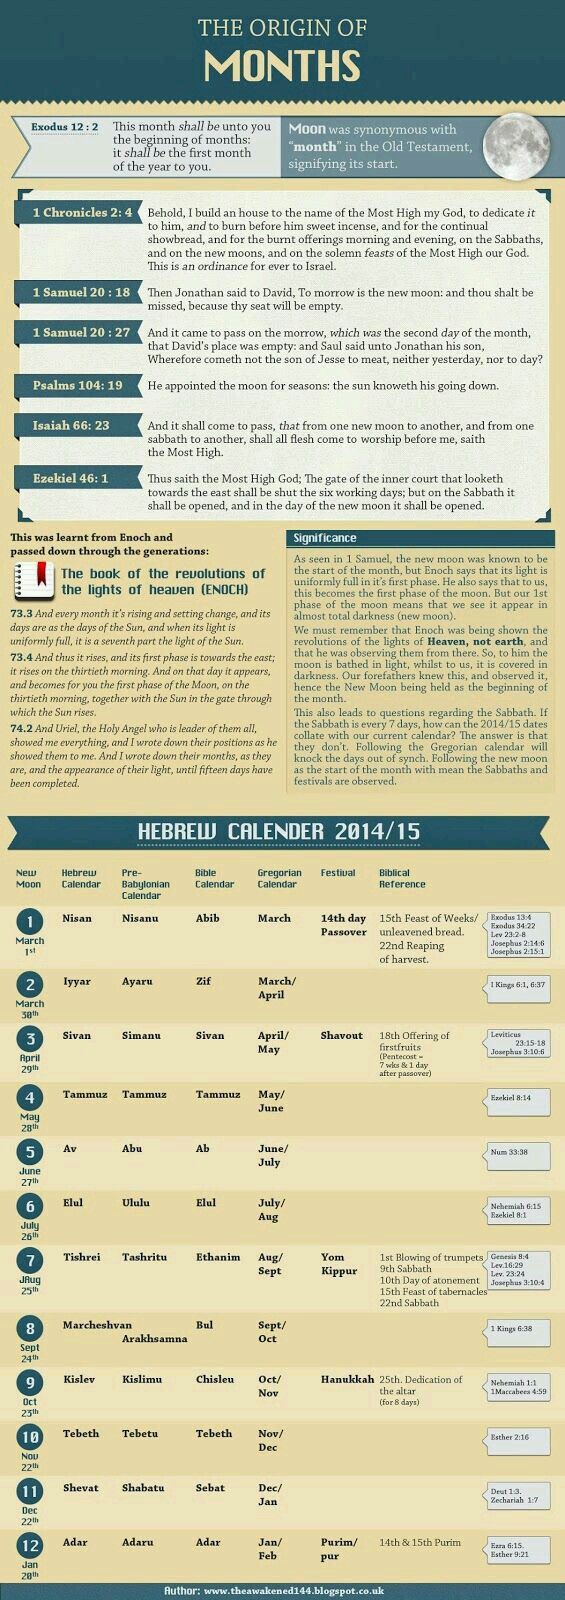 THE ORIGIN OF
MONTHS
Exodus 12 : 2
This month shall be unto you
the beginning of months:
it shall be the first month
of the year to you.
Moon was synonymous with
"month" in the Old Testament,
signifying its start.
1 Chronicles 2: 4
Behold, I build an house to the name of the Most High my God, to dedicate it
to him, and to burn before him sweet incense, and for the continual
showbread, and for the burnt offerings morning and evening, on the Sabbaths,
and on the new moons, and on the solemn feasts of the Most High our God.
This is an ordinance for ever to Israel.
1 Samuel 20 : 18
Then Jonathan said to David, To morrow is the new moon: and thou shalt be
missed, because thy seat will be empty.
1 Samuel 20 : 27
And it came to pass on the morrow, which was the second day of the month,
that David's place was empty: and Saul said unto Jonathan his son,
Wherefore cometh not the son of Jesse to meat, neither yesterday, nor to day?
Psalms 104: 19
He appointed the moon for seasons: the sun knoweth his going down.
Isaiah 66: 23
And it shall come to pass, that from one new moon to another, and from one
sabbath to another, shall all flesh come to worship before me, saith
the Most High.
Ezekiel 46: 1
Thus saith the Most High God; The gate of the inner court that looketh
towards the east shall be shut the six working days; but on the Sabbath it
shall be opened, and in the day of the new moon it shall be opened.
This was learnt from Enoch and
passed down through the generations:
The book of the revolutions of
the lights of heaven (ENOCH)
73.3 And every month it's rising and setting change, and its
days are as the days of the Sun, and when its light is
uniformly full, it is a seventh part the light of the Sun.
73.4 And thus it rises, and its first phase is towards the east;
it rises on the thirtieth morning. And on that day it appears,
and becomes for you the first phase of the Moon, on the
thirtieth morning, together with the Sun in the gate through
which the Sun rises.
74.2 And Uriel, the Holy Angel who is leader of them all,
showed me everything, and I wrote down their positions as he
showed them to me. And I wrote down their months, as they
are, and the appearance of their light, until fifteen days have
been completed.
Significance
As seen in 1 Samuel, the new moon was known to be
the start of the month, but Enoch says that its light is
uniformly full in it's first phase. He also says that to us,
this becomes the first phase of the moon. But our 1st
phase of the moon means that we see it appear in
almost total darkness (new moon).
We must remember that Enoch was being shown the
revolutions of the lights of Heaven, not earth, and
that he was observing them from there. So, to him the
moon is bathed in light, whilst to us, it is covered in
darkness. Our forefathers knew this, and observed it,
hence the New Moon being held as the beginning of
the month.
This also leads to questions regarding the Sabbath. If
the Sabbath is every 7 days, how can the 2014/15 dates
collate with our current calendar? The answer is that
they don't. Following the Gregorian calendar will
knock the days out of synch. Following the new moon
as the start of the month with mean the Sabbaths and
festivals are observed.
HEBREW CALENDER 2014/15
New Moon Hebrew Calendar Pre-Babylonian Calendar Bible Calendar Gregorian Calendar Festival Biblical Reference
1 March 1st Nisan Nisanu Abib March 14th day Passover 15th Feast of Weeks/ unleavened bread. 22nd Reaping of harvest. Exodus 13:4 Exodus 34:22 Lev 23:2-8 Josephus 2:14:6 Josephus 2:15:1
2 March 30th Iyyar Ayaru Zif March/ April I Kings 6:1, 6:37
3 April 29th Sivan Simanu Sivan April/ May Shavout 18th Offering of firstfruits (Pentecost = 7 wks & 1 day after passover) Leviticus 23:15-18 Josephus 3:10:6
4 May 28th Tammuz Tammuz Tammuz May/ June Ezekiel 8:14
5 June 27th Av Abu Ab June/ July Num 33:38
6 July 26th Elul Ululu Elul July/ Aug Nehemiah 6:15 Ezekiel 8:1
7 JAug 25th Tishrei Tashritu Ethanim Aug/ Sept Yom Kippur 1st Blowing of trumpets 9th Sabbath 10th Day of atonement 15th Feast of tabernacles 22nd Sabbath Genesis 8:4 Lev.16:29 Lev. 23:24 Josephus 3:10:4
8 Sept 24th Marcheshvan Arakhsamna Bul Sept/ Oct 1 Kings 6:38
9 Oct 23th Kislev Kislimu Chisleu Oct/ Nov Hanukkah 25th. Dedication of the altar (for 8 days) Nehemiah 1:1 1Maccabees 4:59
10 Nov 22th Tebeth Tebetu Tebeth Nov/ Dec Esther 2:16
11 Dec 22th Shevat Shabatu Sebat Dec/ Jan Deut 1:3. Zechariah 1:7
12 Jan 20th Adar Adaru Adar Jan/ Feb Purim/ pur 14th & 15th Purim Ezra 6:15. Esther 9:21
Author: www.theawakened144.blogspot.co.uk